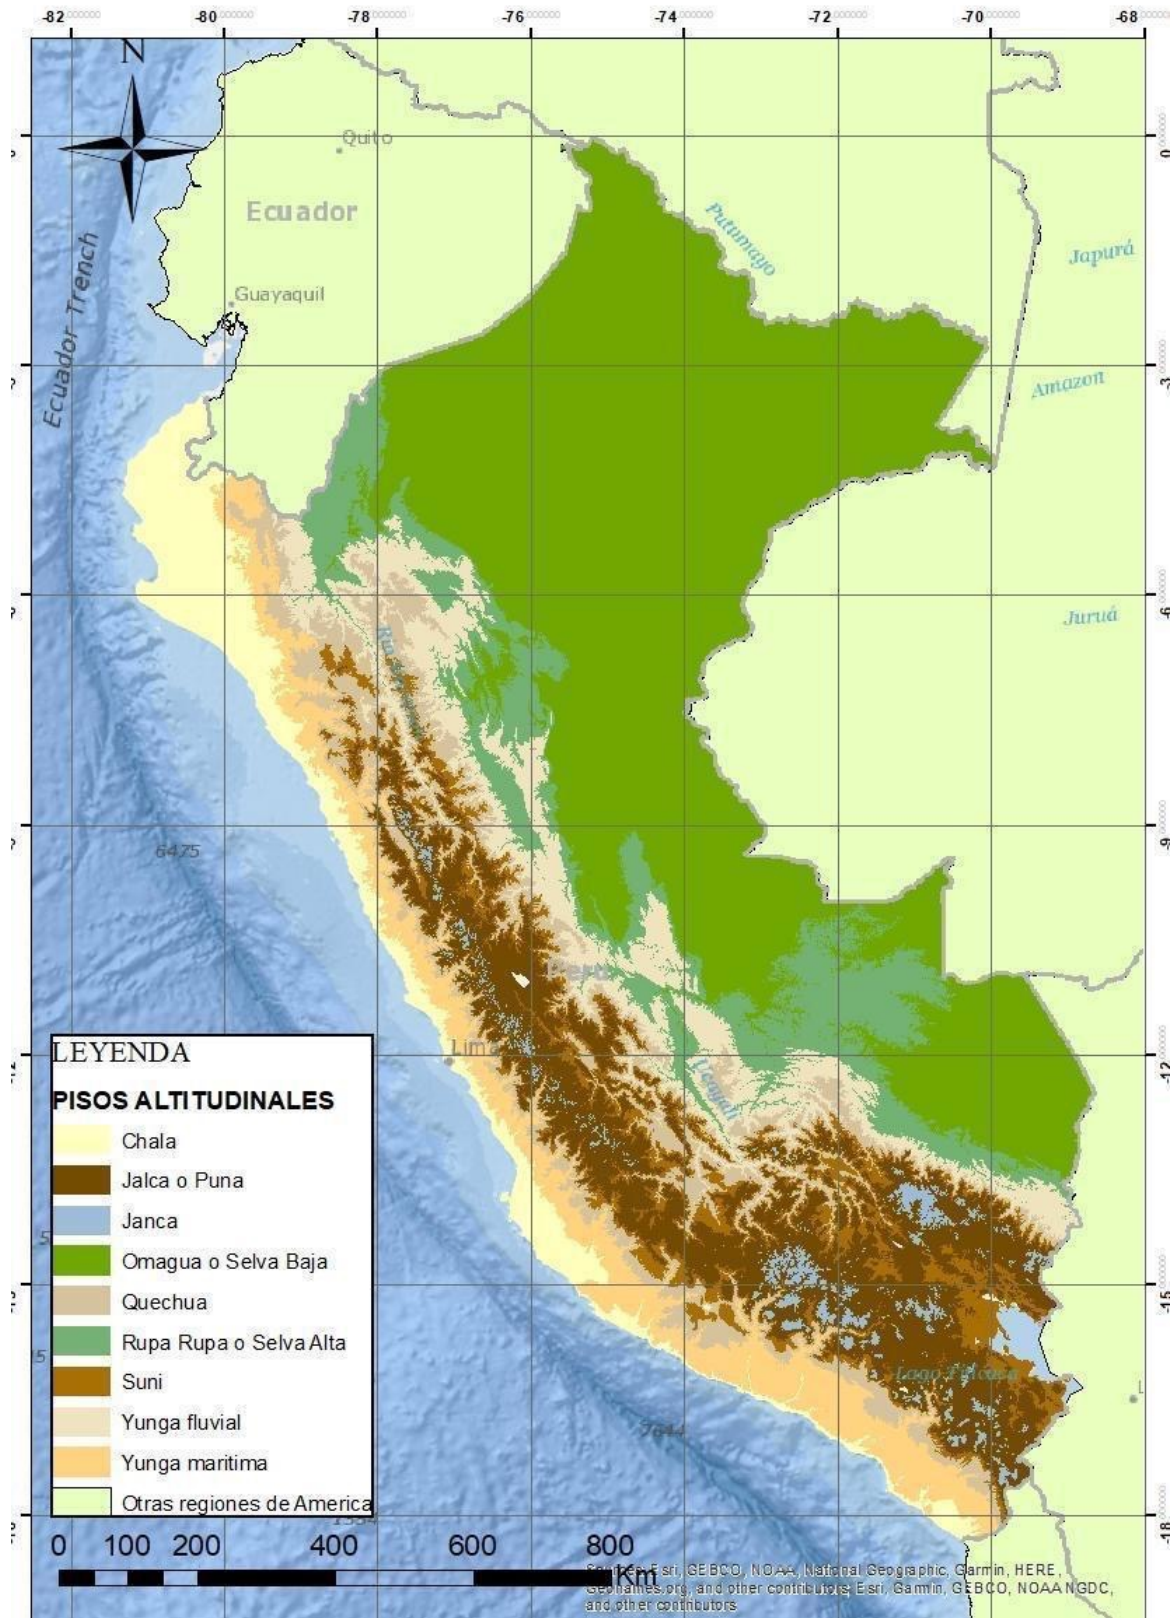 -82 -80 -78 -76 -74 -72 -70 -68
N
0
Quito
0
Ecuador
Putumayo
Japurá
Ecuador Trench
Guayaquil
-3
Amazon
-6
Juruá
-9
6475
Peru
Lima
-12
Ucayali
LEYENDA
PISOS ALTITUDINALES
Chala
Jalca o Puna
Janca
Omagua o Selva Baja
Quechua
Rupa Rupa o Selva Alta
Suni
Yunga fluvial
Yunga maritima
Otras regiones de America
-15
Lago Titicaca
7644
-18
0 100 200 400 600 800
Km
Sources: Esri, GEBCO, NOAA, National Geographic, Garmin, HERE,
Geonames.org, and other contributors; Esri, Garmin, GEBCO, NOAA NGDC,
and other contributors